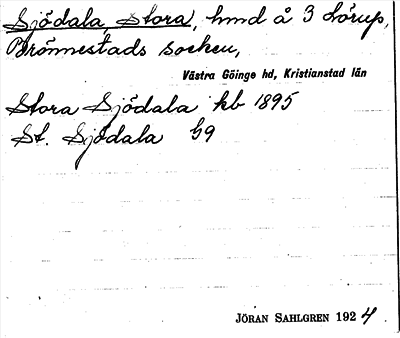 Sjödala Stora, hmd å 3 Lörup,
Brönnestads socken,
Västra Göinge hd, Kristianstad län
Stora Sjödala kb 1895
St. Sjödala G9
JÖRAN SAHLGREN 1924.